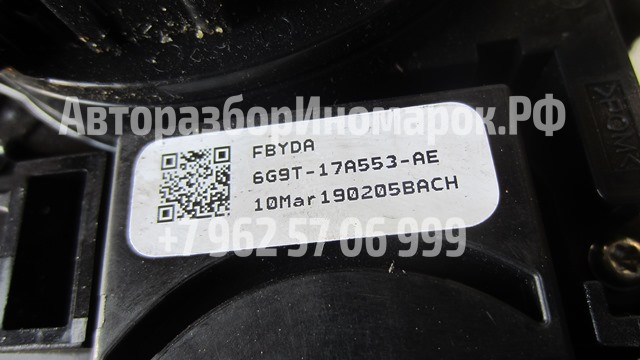 АвторазборИномарок.РФ
FBYDA
6G9T-17A553-AE
10Mar190205BACH
+7 962 57 06 999